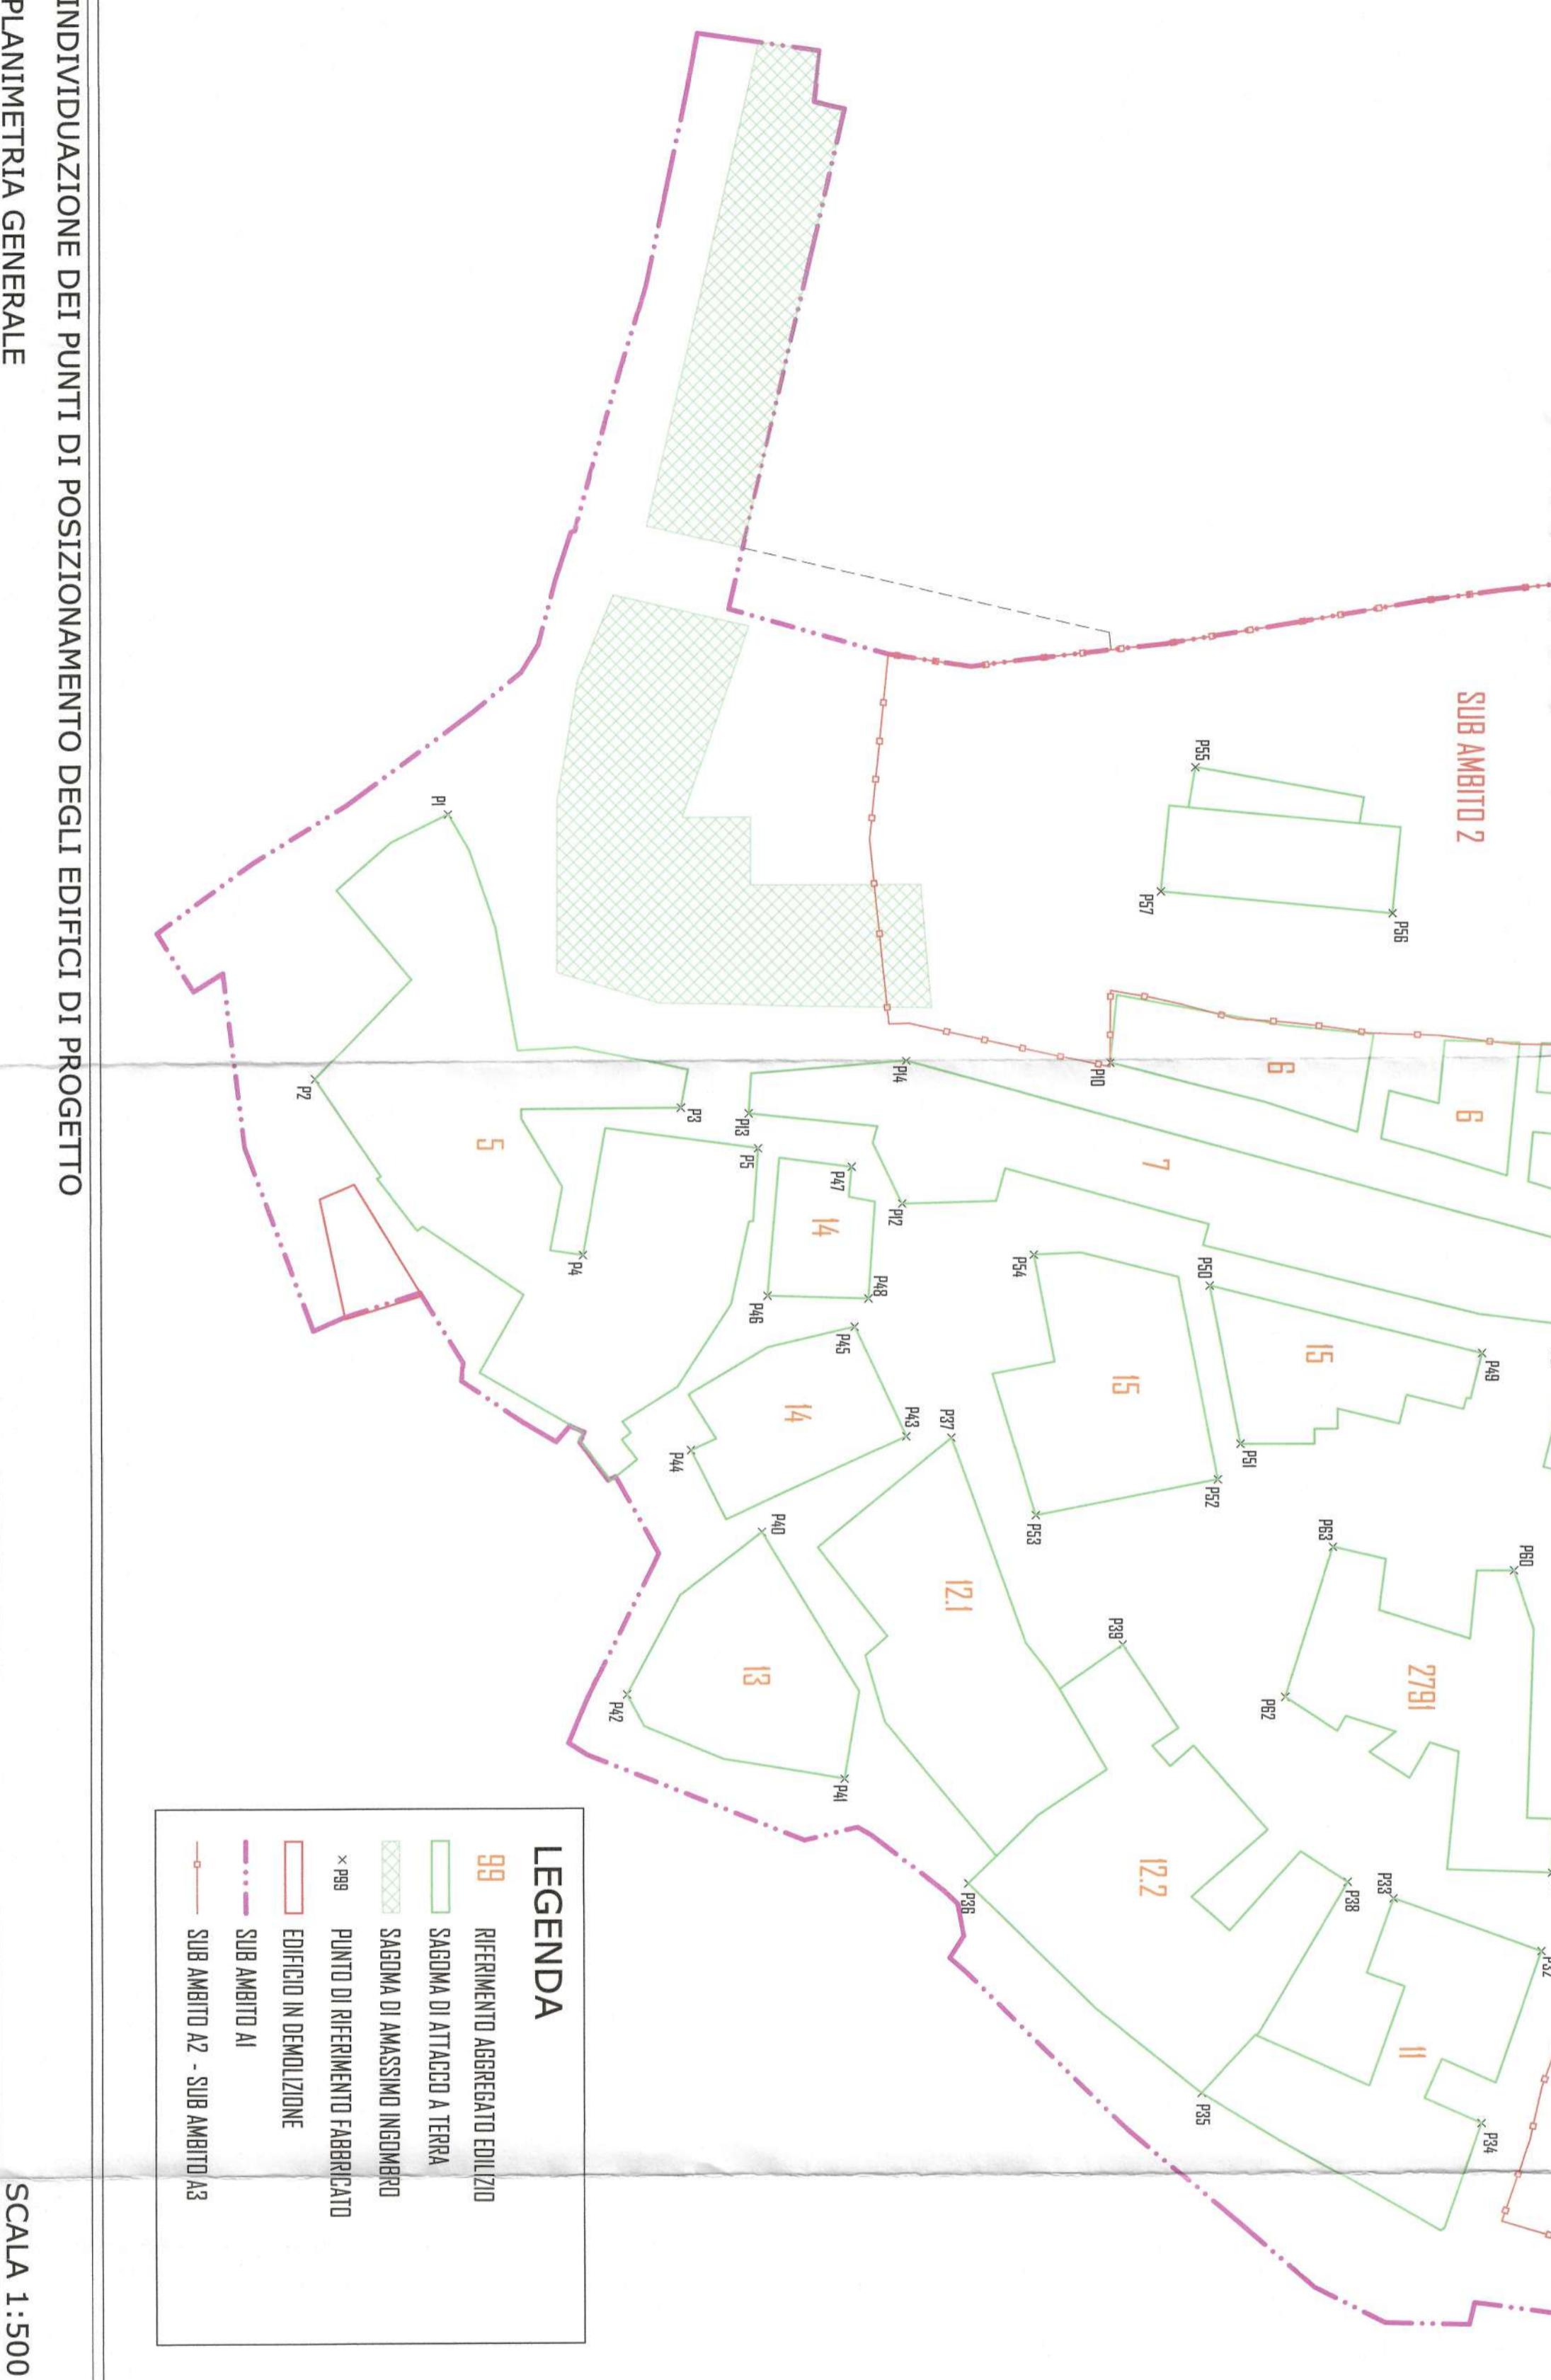 INDIVIDUAZIONE DEI PUNTI DI POSIZIONAMENTO DEGLI EDIFICI DI PROGETTO
PLANIMETRIA GENERALE
SCALA 1:500
SUB AMBITO 2
P55
P56
P57
6
6
P10
P14
7
P13
P12
P3
P5
P1
P2
5
P4
P47
14
P48
P46
P45
14
P43
P44
P54
15
P50
P49
15
P51
P52
P53
P37
12.1
P40
13
P42
P41
P39
P63
P60
2791
P62
12.2
P38
P33
P32
11
P34
P35
P36
LEGENDA
99 RIFERIMENTO AGGREGATO EDILIZIO
SAGOMA DI ATTACCO A TERRA
SAGOMA DI AMASSIMO INGOMBRO
P99 PUNTO DI RIFERIMENTO FABBRICATO
EDIFICIO IN DEMOLIZIONE
SUB AMBITO A1
SUB AMBITO A2 - SUB AMBITO A3